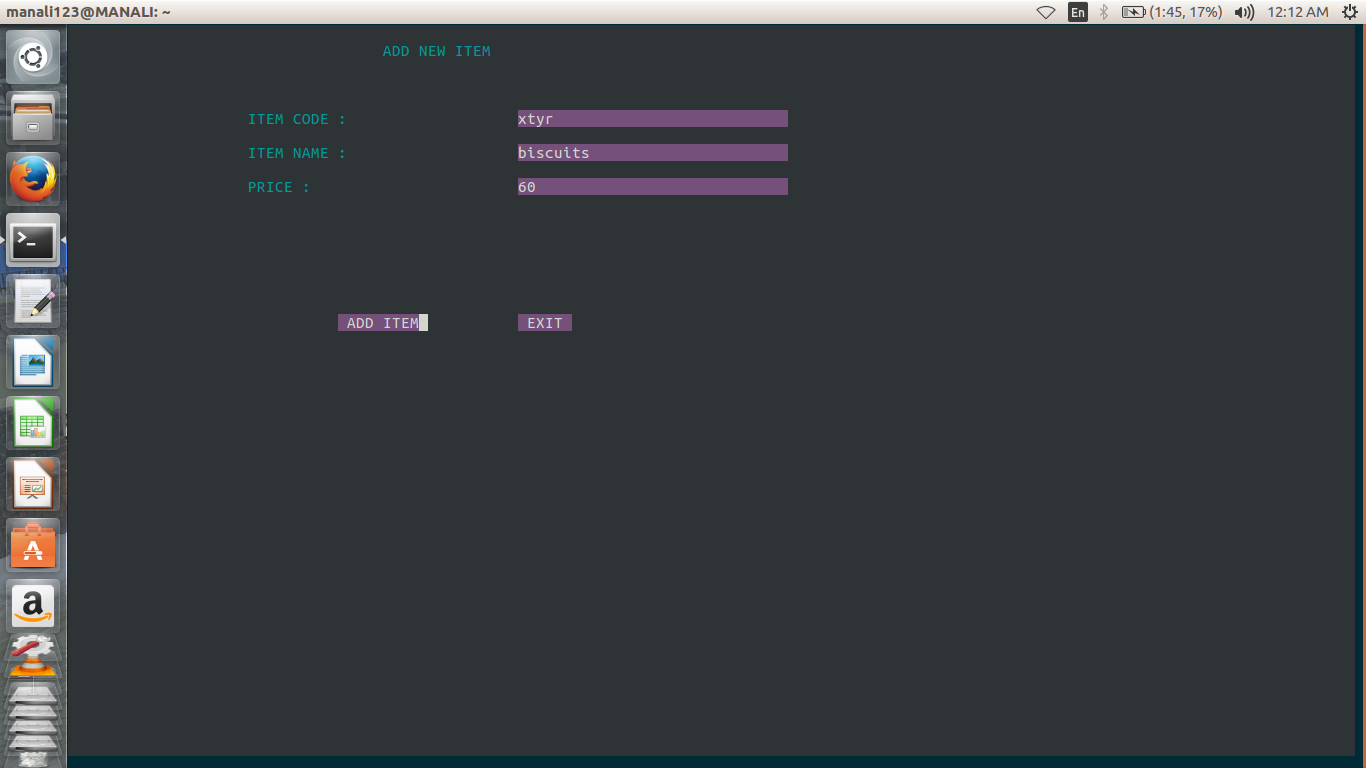 manali123@MANALI: ~
En (1:45, 17%) 12:12 AM
ADD NEW ITEM
ITEM CODE : xtyr
ITEM NAME : biscuits
PRICE : 60
ADD ITEM EXIT